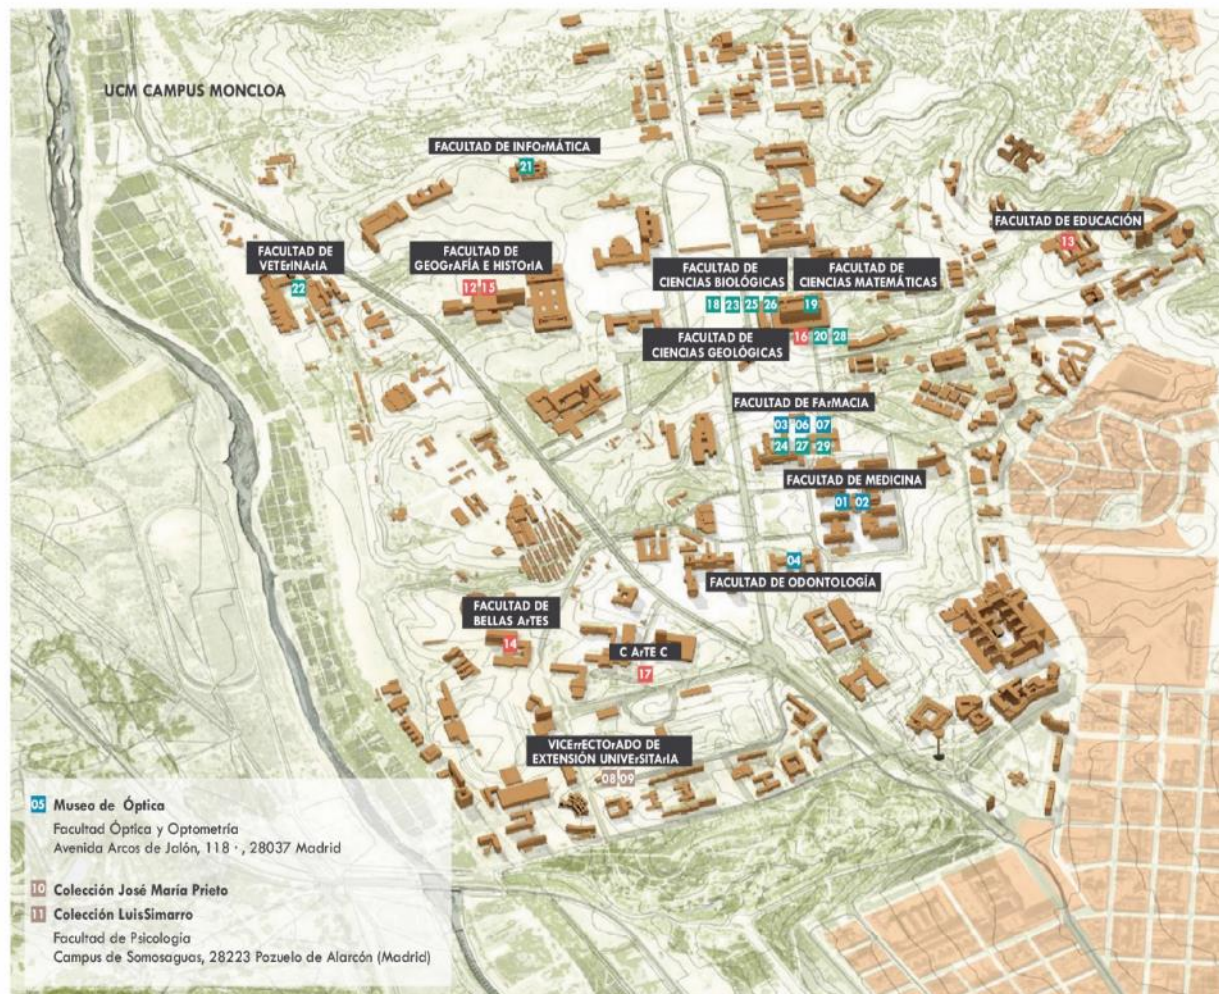 UCM CAMPUS MONCLOA
FACULTAD DE INFOrMÁTICA
21
FACULTAD DE EDUCACIÓN
13
FACULTAD DE
VETErINArIA
22
FACULTAD DE
GEOGrAFÍA E HISTOrIA
12 15
FACULTAD DE
CIENCIAS BIOLÓGICAS
18 23 25 26
FACULTAD DE
CIENCIAS MATEMÁTICAS
19
FACULTAD DE
CIENCIAS GEOLÓGICAS
16 20 28
FACULTAD DE FArMACIA
03 06 07
24 27 29
FACULTAD DE MEDICINA
01 02
04
FACULTAD DE ODONTOLOGÍA
FACULTAD DE
BELLAS ArTES
14
C ArTE C
17
VICErrECTOrADO DE
EXTENSIÓN UNIVErSITArIA
08 09
05 Museo de Óptica
Facultad Óptica y Optometría
Avenida Arcos de Jalón, 118 · , 28037 Madrid
10 Colección José María Prieto
11 Colección LuisSimarro
Facultad de Psicologia
Campus de Somosaguas, 28223 Pozuelo de Alarcón (Madrid)